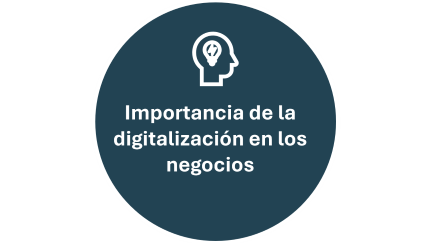 Importancia de la
digitalización en los
negocios